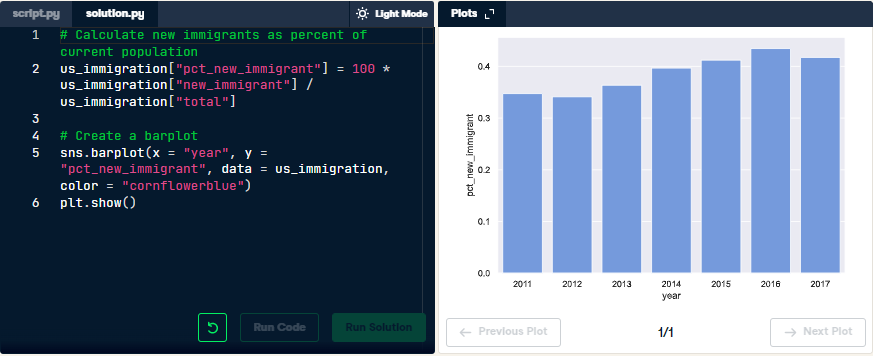 script.py solution.py Light Mode
1 # Calculate new immigrants as percent of
current population
2 us_immigration["pct_new_immigrant"] = 100 *
us_immigration["new_immigrant"] /
us_immigration["total"]
3
4 # Create a barplot
5 sns.barplot(x = "year", y =
"pct_new_immigrant", data = us_immigration,
color = "cornflowerblue")
6 plt.show()
Run Code Run Solution
Plots
pct_new_immigrant
0.4
0.3
0.2
0.1
0.0
2011 2012 2013 2014 2015 2016 2017
year
Previous Plot 1/1 Next Plot